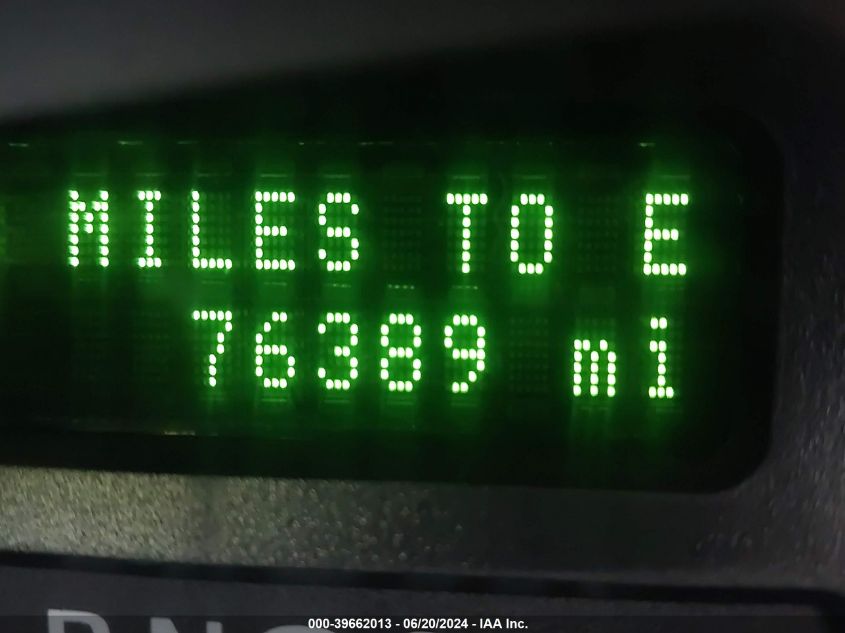 MILES TO E
76389 mi
000-39662013 - 06/20/2024 - IAA Inc.